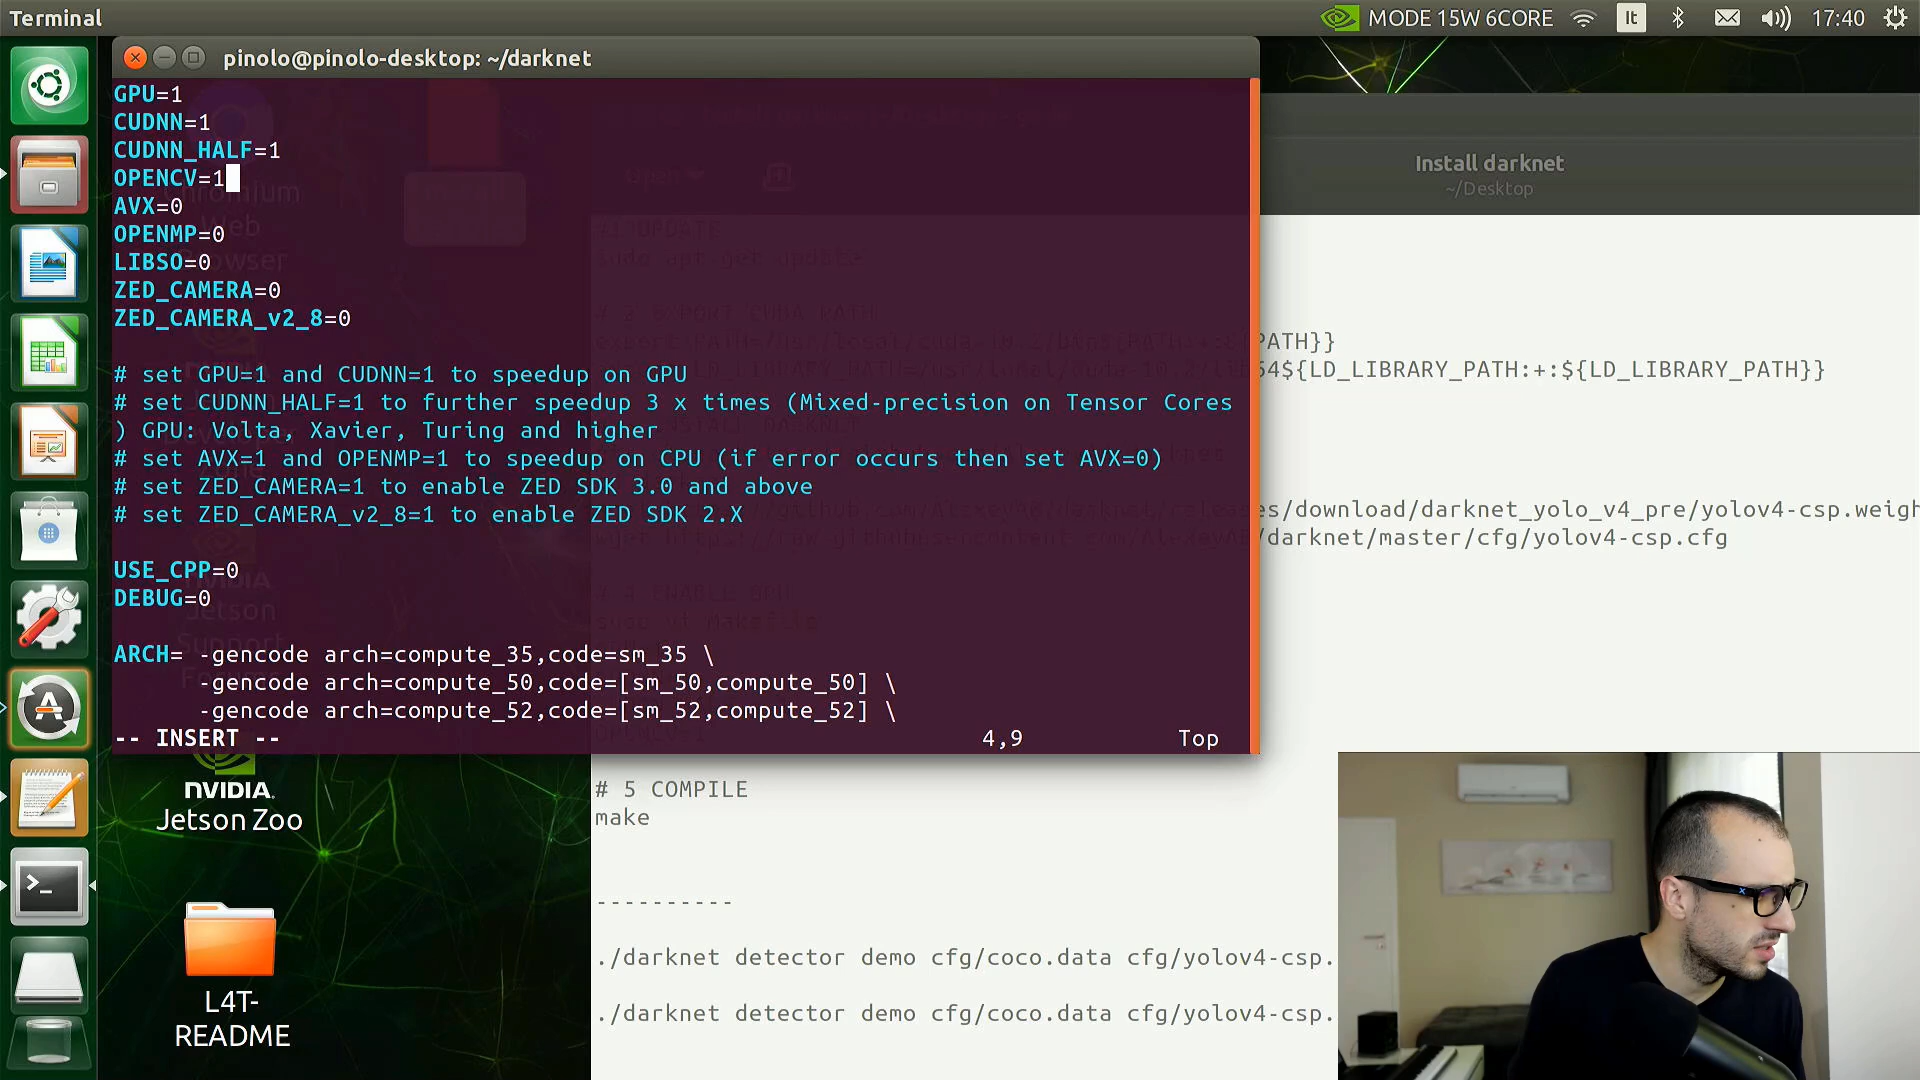 Terminal
MODE 15W 6CORE
It
17:40
pinolo@pinolo-desktop: ~/darknet
GPU=1
CUDNN=1
CUDNN_HALF=1
OPENCV=1
AVX=0
OPENMP=0
LIBSO=0
ZED_CAMERA=0
ZED_CAMERA_v2_8=0
# set GPU=1 and CUDNN=1 to speedup on GPU
# set CUDNN_HALF=1 to further speedup 3 x times (Mixed-precision on Tensor Cores
) GPU: Volta, Xavier, Turing and higher
# set AVX=1 and OPENMP=1 to speedup on CPU (if error occurs then set AVX=0)
# set ZED_CAMERA=1 to enable ZED SDK 3.0 and above
# set ZED_CAMERA_v2_8=1 to enable ZED SDK 2.X
USE_CPP=0
DEBUG=0
ARCH= -gencode arch=compute_35,code=sm_35 \
-gencode arch=compute_50,code=[sm_50,compute_50] \
-gencode arch=compute_52,code=[sm_52,compute_52] \
-- INSERT --
4,9
Top
Install darknet
~/Desktop
PATH}}
64${LD_LIBRARY_PATH:+:${LD_LIBRARY_PATH}}
es/download/darknet_yolo_v4_pre/yolov4-csp.weigh
/darknet/master/cfg/yolov4-csp.cfg
# 5 COMPILE
make
----------
./darknet detector demo cfg/coco.data cfg/yolov4-csp.
./darknet detector demo cfg/coco.data cfg/yolov4-csp.
NVIDIA.
Jetson Zoo
L4T-
README